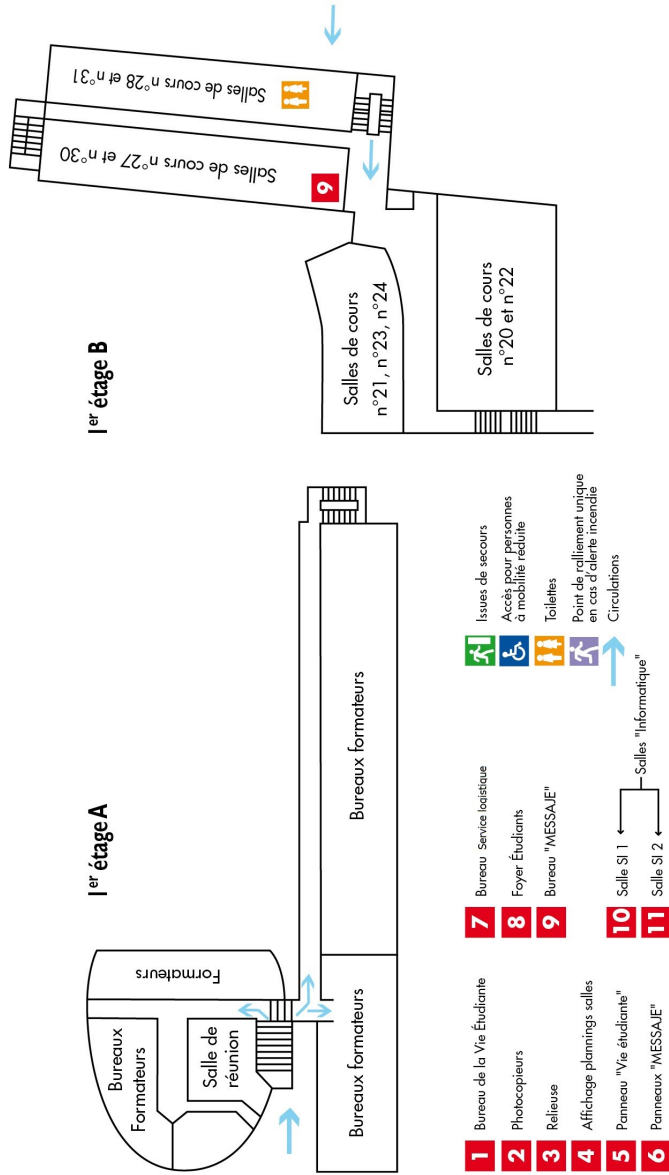 1er étage A
Bureaux
Formateurs
Formateurs
Salle de
réunion
Bureaux formateurs
Bureaux formateurs
1er étage B
Salles de cours
n°21, n°23, n°24
Salles de cours
n°20 et n°22
Salles de cours n°27 et n°30
9
Salles de cours n°28 et n°31
1 Bureau de la Vie Étudiante
2 Photocopieurs
3 Relieuse
4 Affichage plannings salles
5 Panneau "Vie étudiante"
6 Panneaux "MESSAJE"
7 Bureau Service logistique
8 Foyer Étudiants
9 Bureau "MESSAJE"
10 Salle SI 1
11 Salle SI 2
Salles "Informatique"
Issues de secours
Accès pour personnes
à mobilité réduite
Toilettes
Point de ralliement unique
en cas d'alerte incendie
Circulations